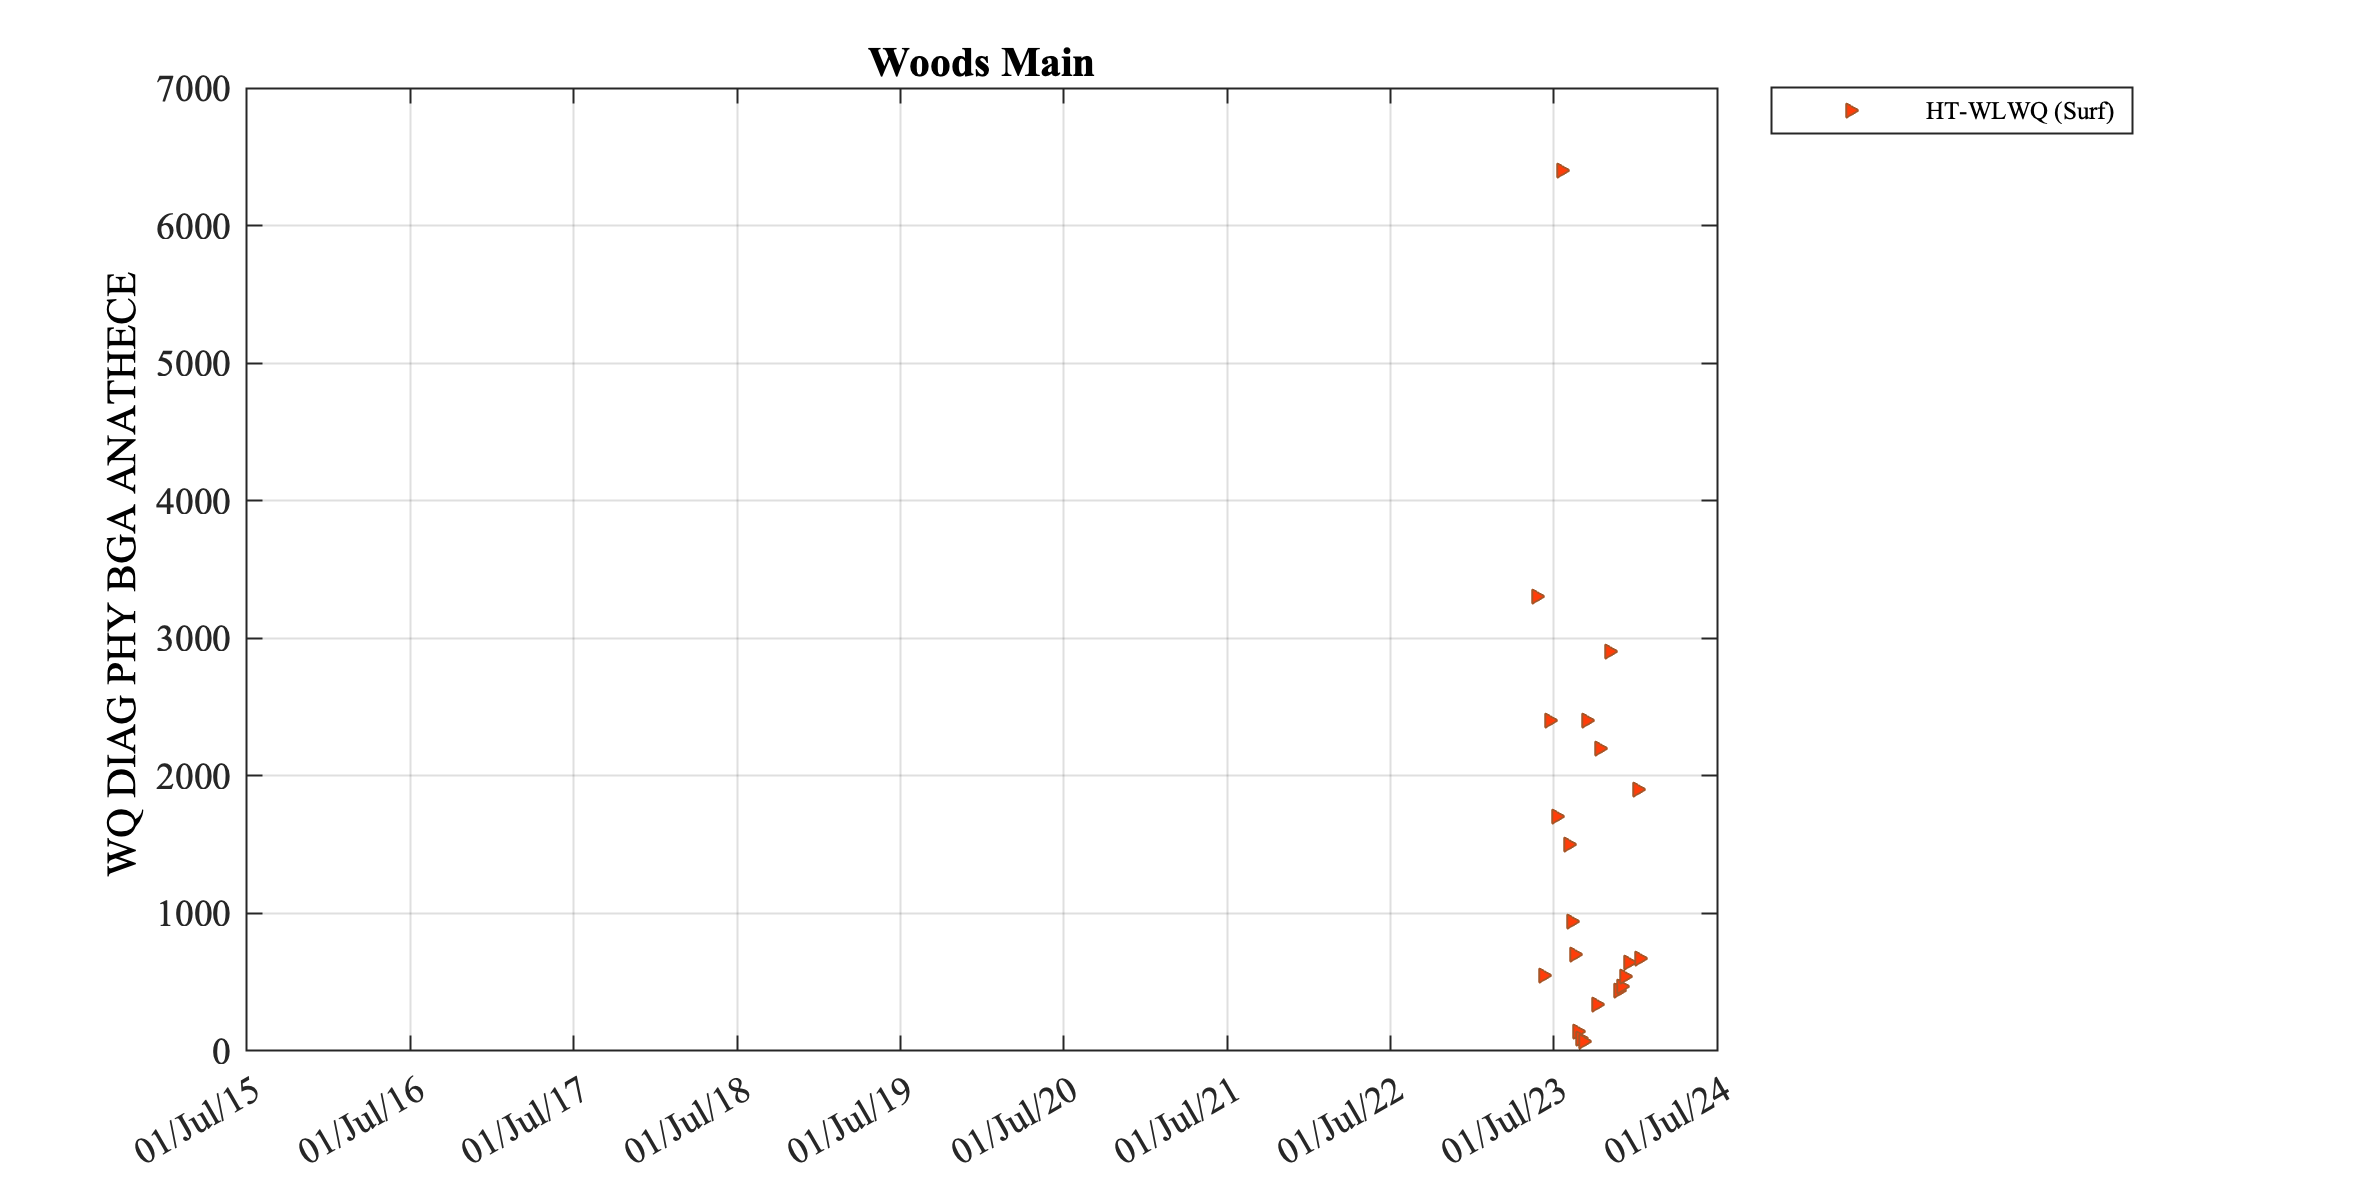 Woods Main
HT-WLWQ (Surf)
WQ DIAG PHY BGA ANATHECE
7000
6000
5000
4000
3000
2000
1000
0
01/Jul/15
01/Jul/16
01/Jul/17
01/Jul/18
01/Jul/19
01/Jul/20
01/Jul/21
01/Jul/22
01/Jul/23
01/Jul/24